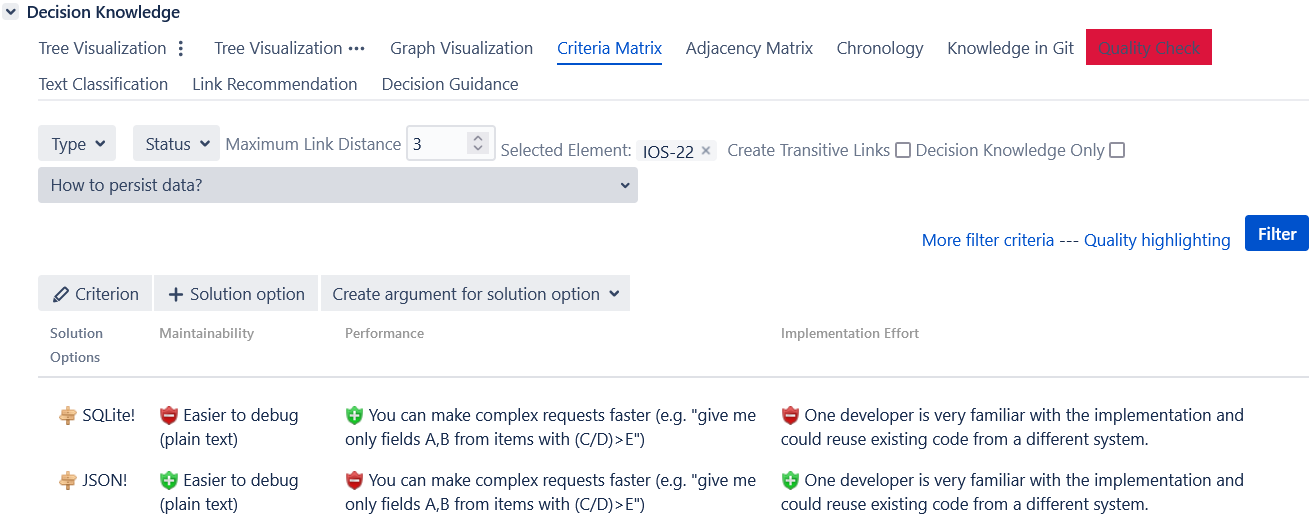 Decision Knowledge
Tree Visualization Tree Visualization Graph Visualization Criteria Matrix Adjacency Matrix Chronology Knowledge in Git Quality Check
Text Classification Link Recommendation Decision Guidance
Type Status Maximum Link Distance 3 Selected Element: IOS-22 × Create Transitive Links Decision Knowledge Only
How to persist data?
More filter criteria --- Quality highlighting Filter
Criterion + Solution option Create argument for solution option
Solution Maintainability Performance Implementation Effort
Options
SQLite! Easier to debug You can make complex requests faster (e.g. "give me One developer is very familiar with the implementation and
(plain text) only fields A,B from items with (C/D)>E") could reuse existing code from a different system.
JSON! Easier to debug You can make complex requests faster (e.g. "give me One developer is very familiar with the implementation and
(plain text) only fields A,B from items with (C/D)>E") could reuse existing code from a different system.